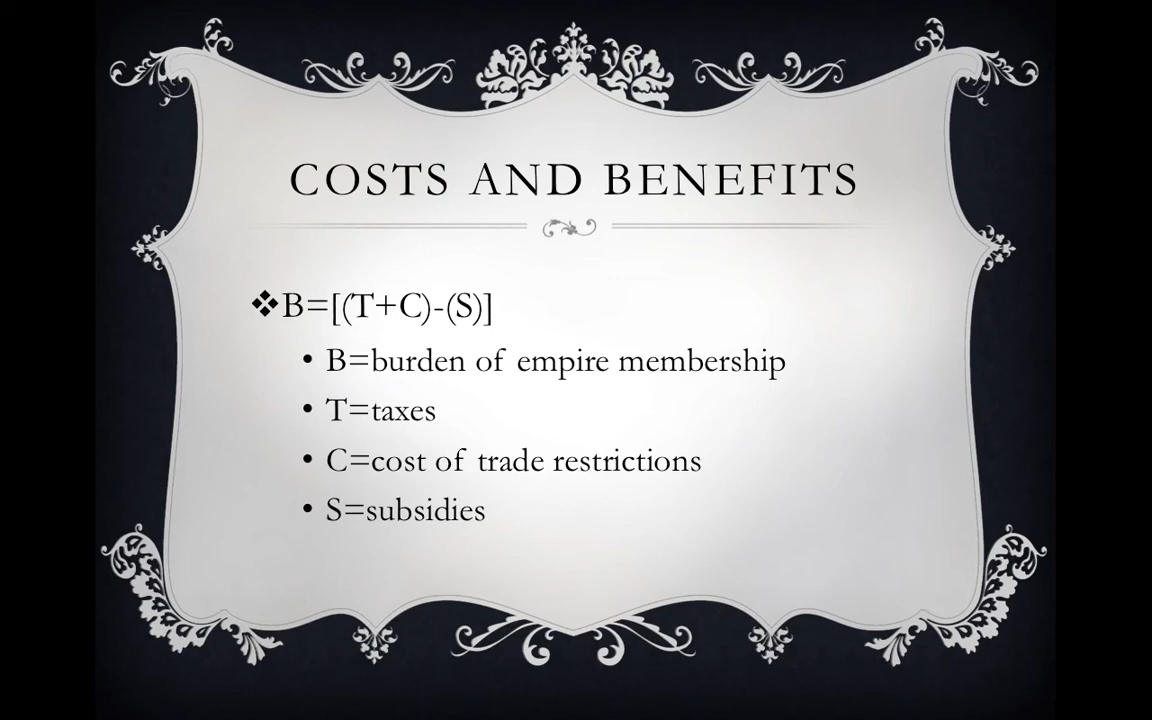 COSTS AND BENEFITS
❖B=[(T+C)-(S)]
• B=burden of empire membership
• T=taxes
• C=cost of trade restrictions
• S=subsidies